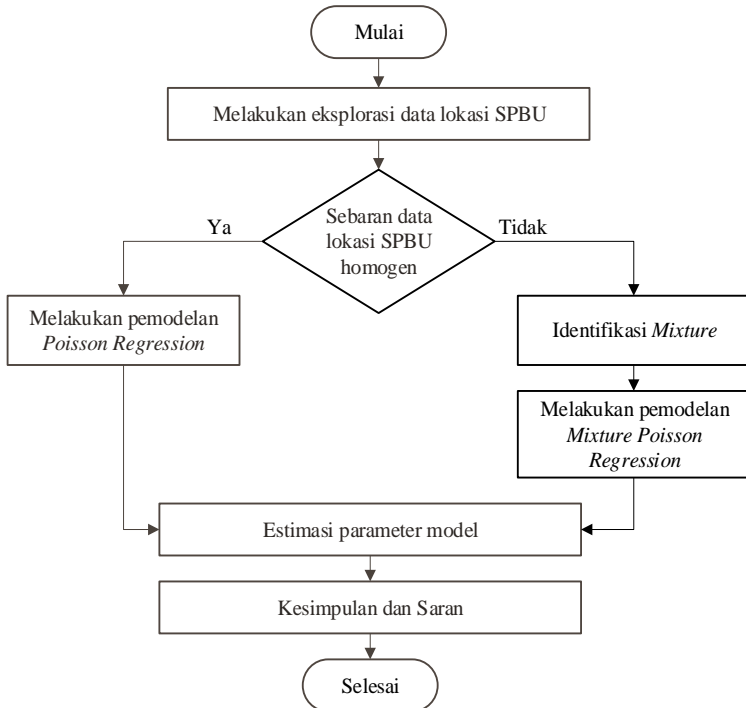 Mulai
Melakukan eksplorasi data lokasi SPBU
Ya
Sebaran data
lokasi SPBU
homogen
Tidak
Melakukan pemodelan
Poisson Regression
Identifikasi Mixture
Melakukan pemodelan
Mixture Poisson
Regression
Estimasi parameter model
Kesimpulan dan Saran
Selesai